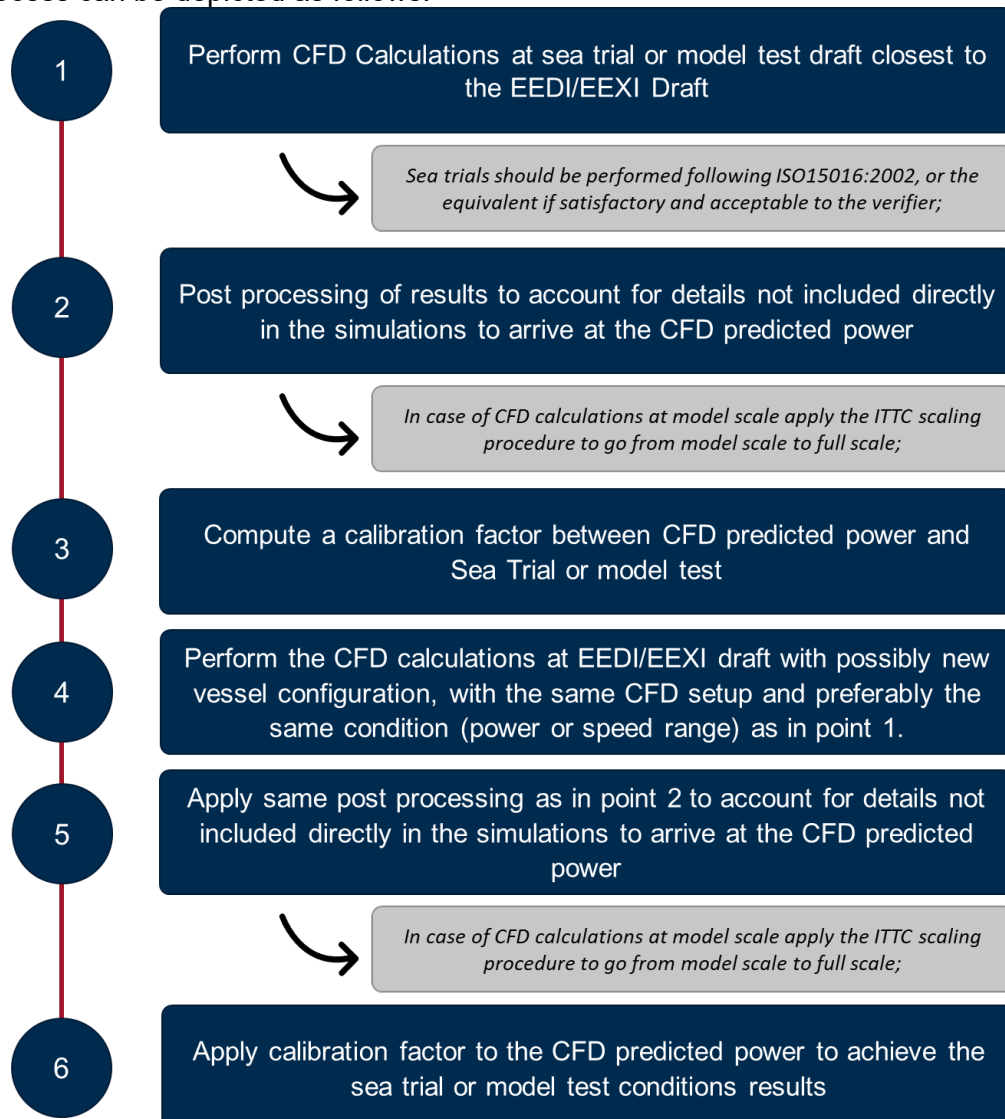 can be depicted as follows:
1
Perform CFD Calculations at sea trial or model test draft closest to
the EEDI/EEXI Draft
Sea trials should be performed following ISO15016:2002, or the
equivalent if satisfactory and acceptable to the verifier;
2
Post processing of results to account for details not included directly
in the simulations to arrive at the CFD predicted power
In case of CFD calculations at model scale apply the ITTC scaling
procedure to go from model scale to full scale;
3
Compute a calibration factor between CFD predicted power and
Sea Trial or model test
4
Perform the CFD calculations at EEDI/EEXI draft with possibly new
vessel configuration, with the same CFD setup and preferably the
same condition (power or speed range) as in point 1.
5
Apply same post processing as in point 2 to account for details not
included directly in the simulations to arrive at the CFD predicted
power
In case of CFD calculations at model scale apply the ITTC scaling
procedure to go from model scale to full scale;
6
Apply calibration factor to the CFD predicted power to achieve the
sea trial or model test conditions results